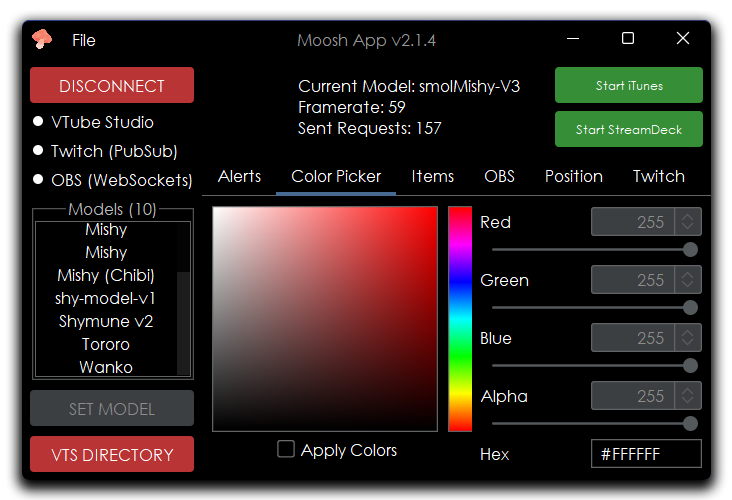 File
Moosh App v2.1.4
DISCONNECT
VTube Studio
Twitch (PubSub)
OBS (WebSockets)
Models (10)
Mishy
Mishy
Mishy (Chibi)
shy-model-v1
Shymune v2
Tororo
Wanko
SET MODEL
VTS DIRECTORY
Current Model: smolMishy-V3
Framerate: 59
Sent Requests: 157
Start iTunes
Start StreamDeck
Alerts Color Picker Items OBS Position Twitch
Red 255
Green 255
Blue 255
Alpha 255
Hex #FFFFFF
Apply Colors